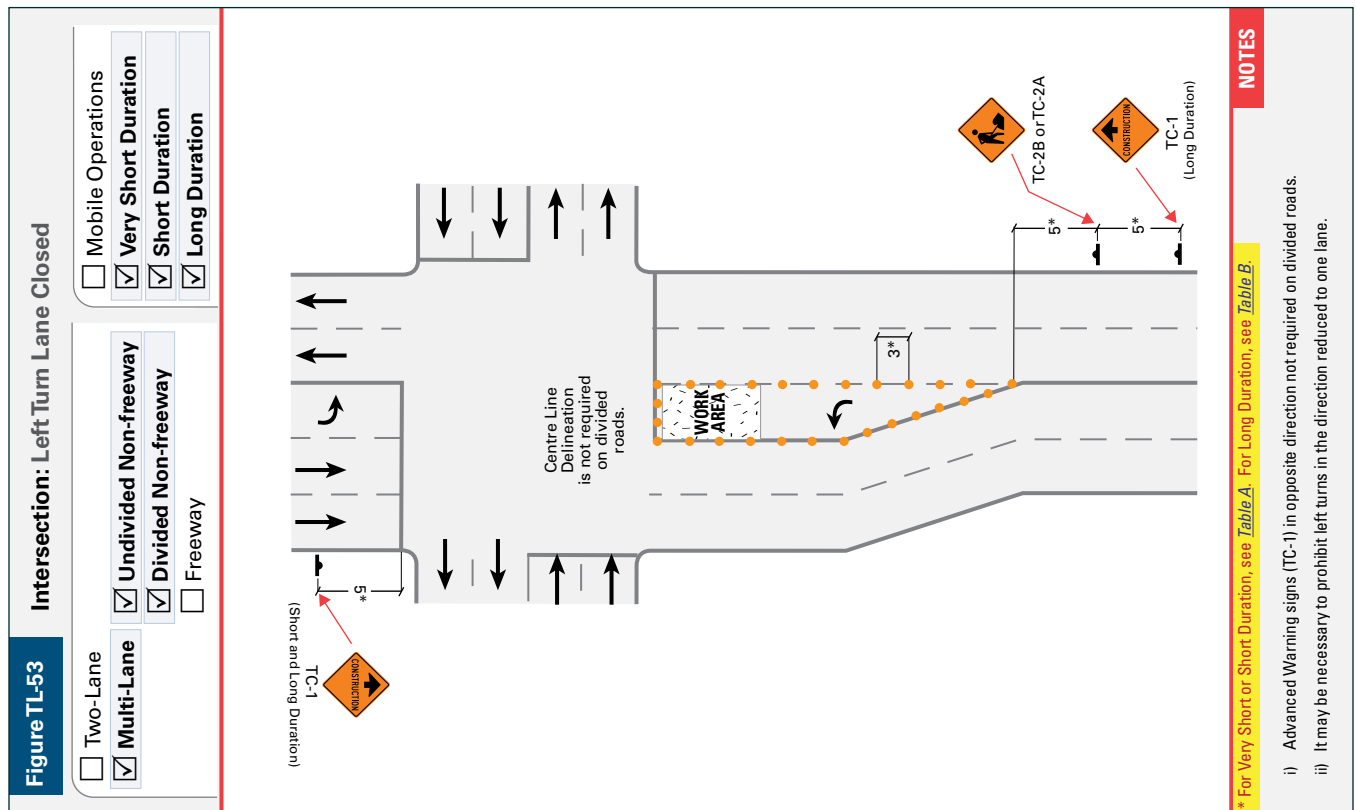 Figure TL-53
Intersection: Left Turn Lane Closed
Two-Lane
Multi-Lane
Undivided Non-freeway
Divided Non-freeway
Freeway
Mobile Operations
Very Short Duration
Short Duration
Long Duration
TC-1
(Short and Long Duration)
CONSTRUCTION
5*
Centre Line
Delineation
is not required
on divided
roads.
WORK
AREA
3*
5*
5*
TC-2B or TC-2A
CONSTRUCTION
TC-1
(Long Duration)
NOTES
* For Very Short or Short Duration, see Table A. For Long Duration, see Table B.
i) Advanced Warning signs (TC-1) in opposite direction not required on divided roads.
ii) It may be necessary to prohibit left turns in the direction reduced to one lane.